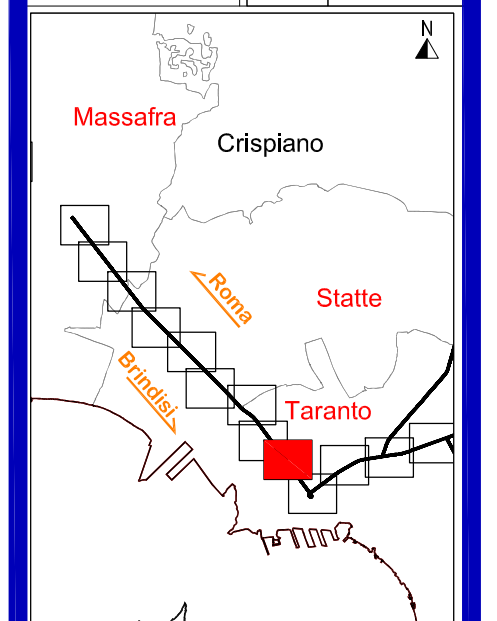 N
Massafra
Crispiano
Roma
Statte
Brindisi
Taranto